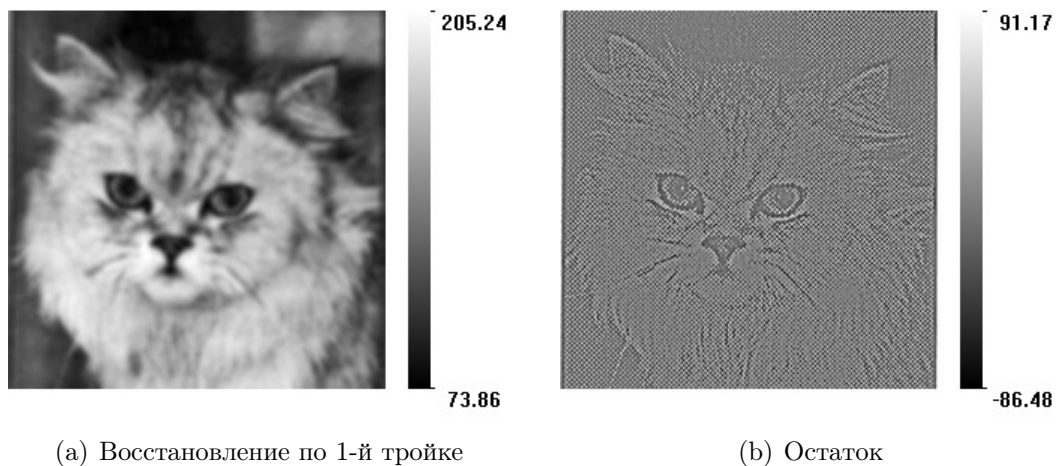 205.24
73.86
91.17
-86.48
(a) Восстановление по 1-й тройке
(b) Остаток